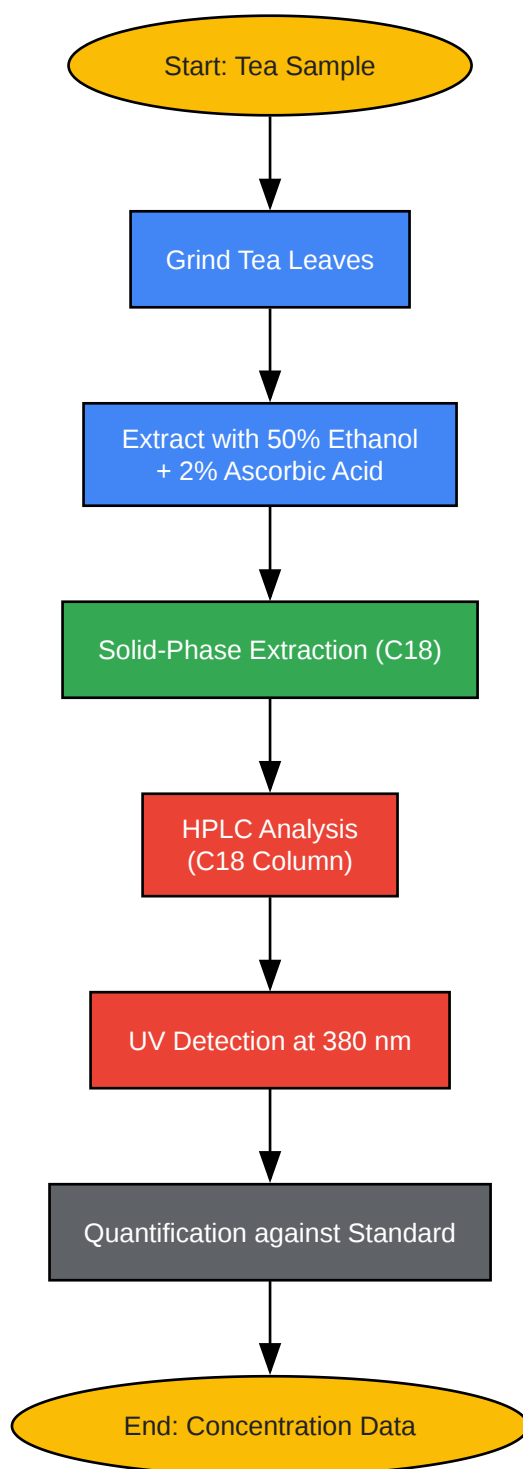 Start: Tea Sample
Grind Tea Leaves
Extract with 50% Ethanol
+ 2% Ascorbic Acid
Solid-Phase Extraction (C18)
HPLC Analysis
(C18 Column)
UV Detection at 380 nm
Quantification against Standard
End: Concentration Data